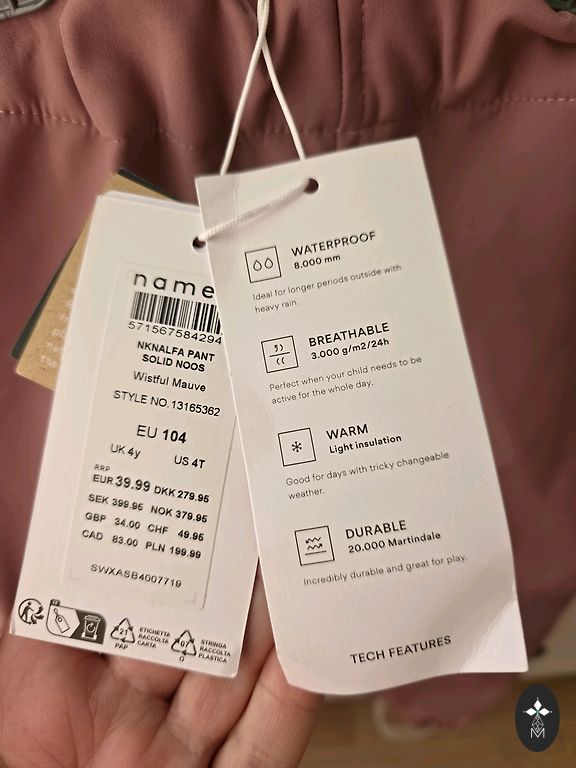 name
571567584294
NKNALFA PANT
SOLID NOOS
Wistful Mauve
STYLE NO.13165362
EU 104
UK 4y US 4T
RRP
EUR 39.99 DKK 279.95
SEK 399.95 NOK 379.95
GBP 34.00 CHF 49.95
CAD 83.00 PLN 199.99
SWXASB4007719
21
PAP
ETICHETTA
RACCOLTA
CARTA
07
O
STRINGA
RACCOLTA
PLASTICA
WATERPROOF
8.000 mm
Ideal for longer periods outside with
heavy rain.
BREATHABLE
3.000 g/m2/24h
Perfect when your child needs to be
active for the whole day.
WARM
Light insulation
Good for days with tricky changeable
weather.
DURABLE
20.000 Martindale
Incredibly durable and great for play.
TECH FEATURES